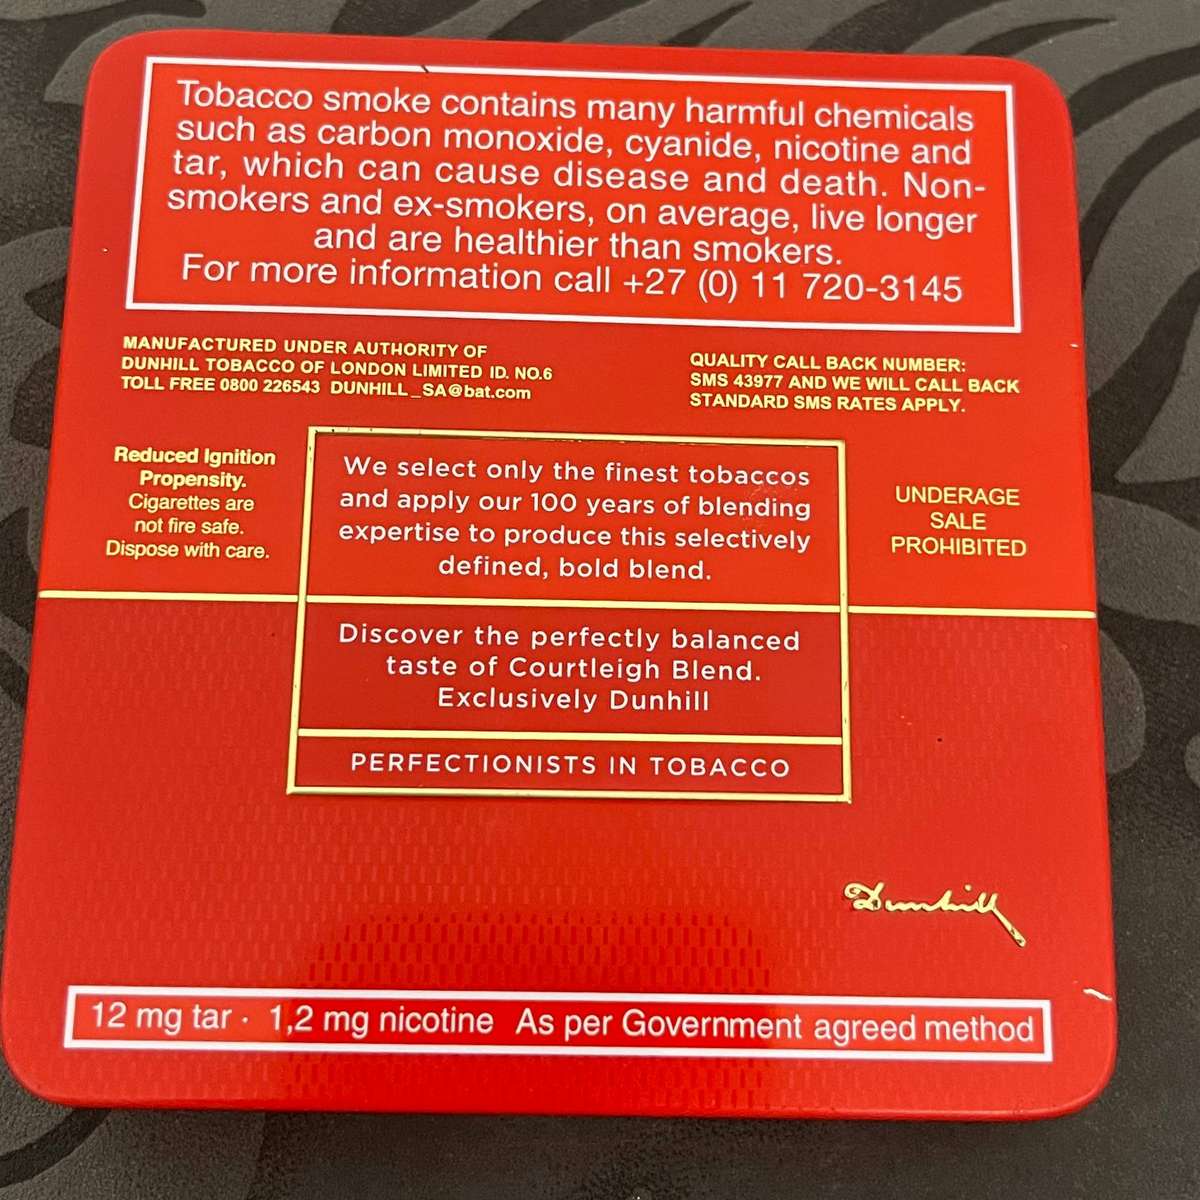 Tobacco smoke contains many harmful chemicals
such as carbon monoxide, cyanide, nicotine and
tar, which can cause disease and death. Non-
smokers and ex-smokers, on average, live longer
and are healthier than smokers.
For more information call +27 (0) 11 720-3145
MANUFACTURED UNDER AUTHORITY OF
DUNHILL TOBACCO OF LONDON LIMITED ID. NO.6
TOLL FREE 0800 226543 DUNHILL_SA@bat.com
QUALITY CALL BACK NUMBER:
SMS 43977 AND WE WILL CALL BACK
STANDARD SMS RATES APPLY.
Reduced Ignition
Propensity.
Cigarettes are
not fire safe.
Dispose with care.
We select only the finest tobaccos
and apply our 100 years of blending
expertise to produce this selectively
defined, bold blend.
UNDERAGE
SALE
PROHIBITED
Discover the perfectly balanced
taste of Courtleigh Blend.
Exclusively Dunhill
PERFECTIONISTS IN TOBACCO
Dunhill
12 mg tar · 1,2 mg nicotine As per Government agreed method